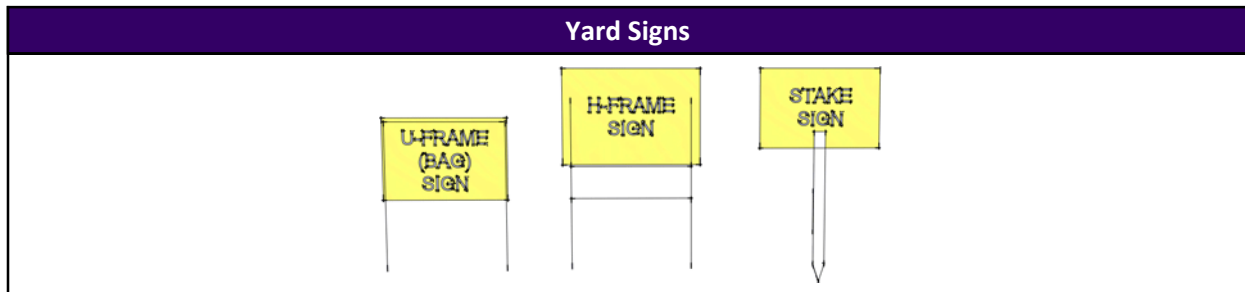 Yard Signs
U-FRAME
(BAG)
SIGN
H-FRAME
SIGN
STAKE
SIGN